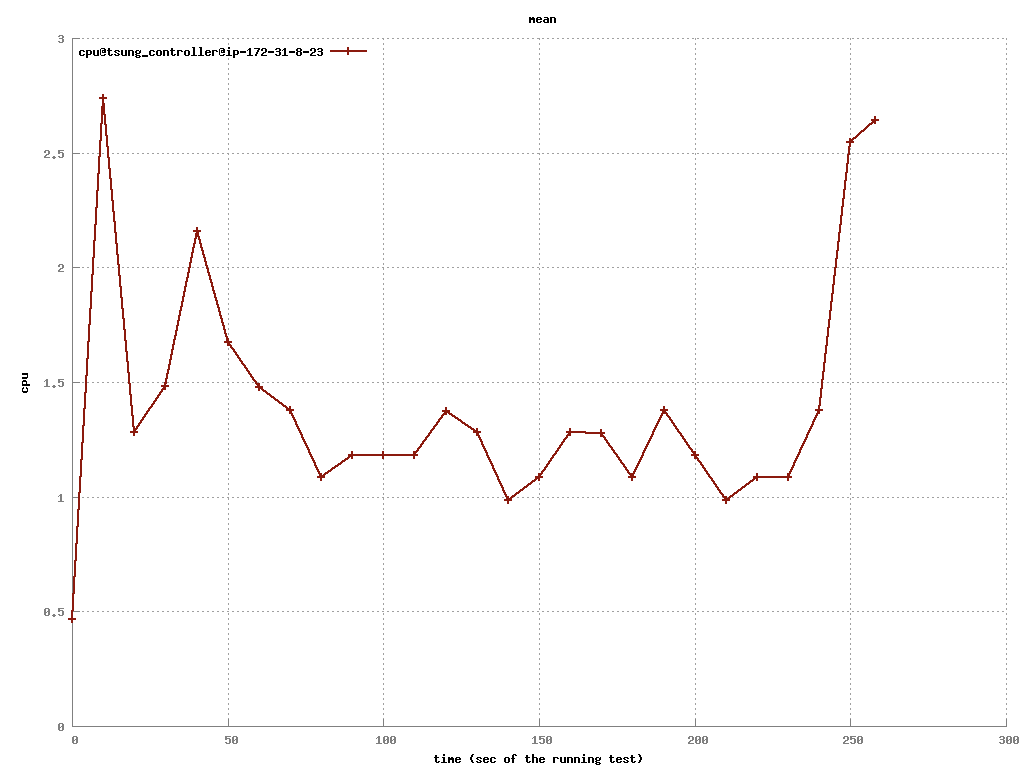 mean
cpu@tsung_controller@ip-172-31-8-23
3
2.5
2
1.5
1
0.5
0
cpu
0 50 100 150 200 250 300
time (sec of the running test)